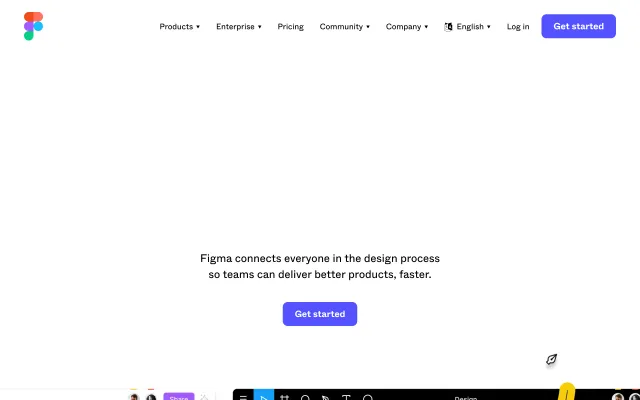 Products ▾ Enterprise ▾ Pricing Community ▾ Company ▾ English ▾ Log in Get started
Figma connects everyone in the design process
so teams can deliver better products, faster.
Get started
Share Design